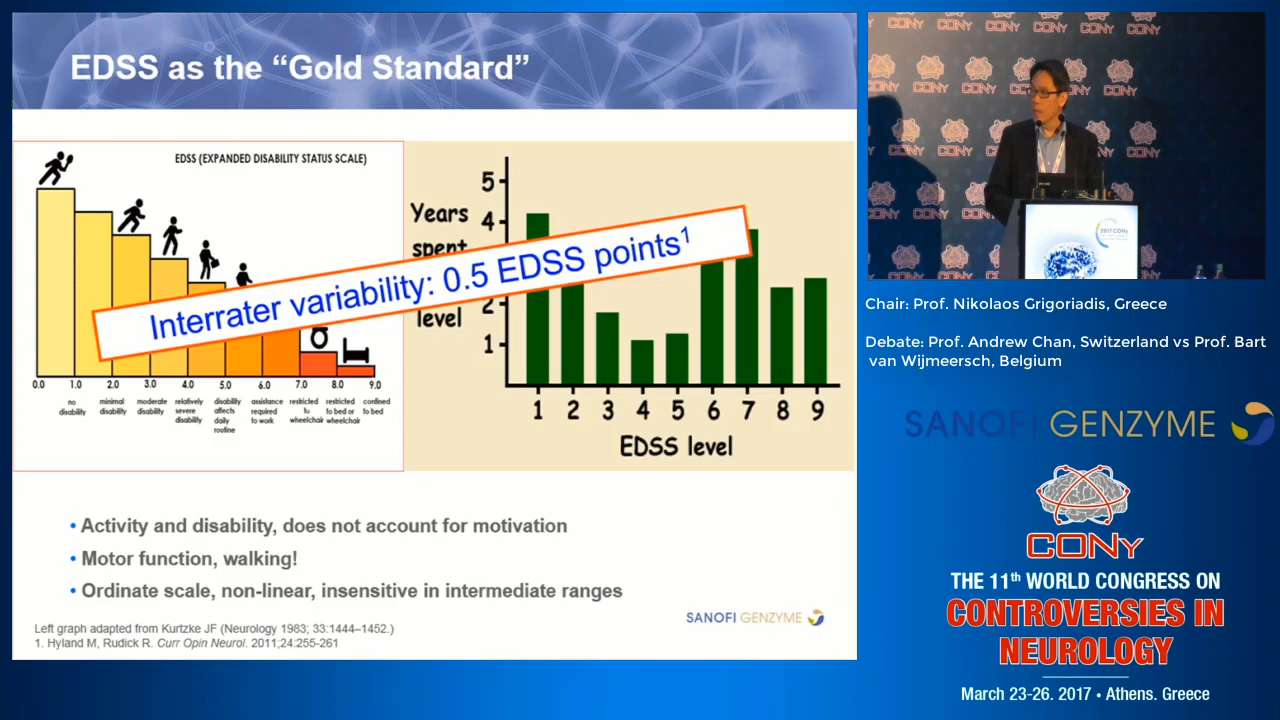 EDSS as the “Gold Standard”
EDSS (EXPANDED DISABILITY STATUS SCALE)
0.0 1.0 2.0 3.0 4.0 5.0 6.0 7.0 8.0 9.0
no disability
minimal disability
moderate disability
relatively severe disability
disability affects daily routine
assistance required to work
restricted to wheelchair
restricted to bed or wheelchair
confined to bed
Years
spent
level
5
4
2
1
1 2 3 4 5 6 7 8 9
EDSS level
Interrater variability: 0.5 EDSS points¹
• Activity and disability, does not account for motivation
• Motor function, walking!
• Ordinate scale, non-linear, insensitive in intermediate ranges
Left graph adapted from Kurtzke JF (Neurology 1983; 33:1444–1452.)
1. Hyland M, Rudick R. Curr Opin Neurol. 2011;24:255-261
SANOFI GENZYME
CONy
2017 CONy
Chair: Prof. Nikolaos Grigoriadis, Greece
Debate: Prof. Andrew Chan, Switzerland vs Prof. Bart
van Wijmeersch, Belgium
SANOFI GENZYME
CONy
THE 11th WORLD CONGRESS ON
CONTROVERSIES IN
NEUROLOGY
March 23-26. 2017 • Athens. Greece